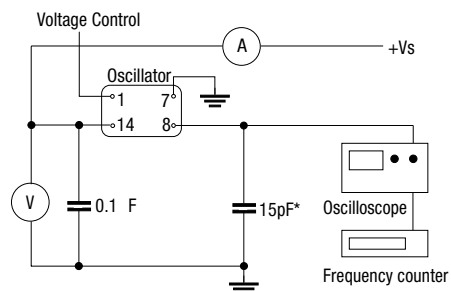 Voltage Control
A
+Vs
Oscillator
1 7
14 8
V
0.1 F
15pF*
Oscilloscope
Frequency counter